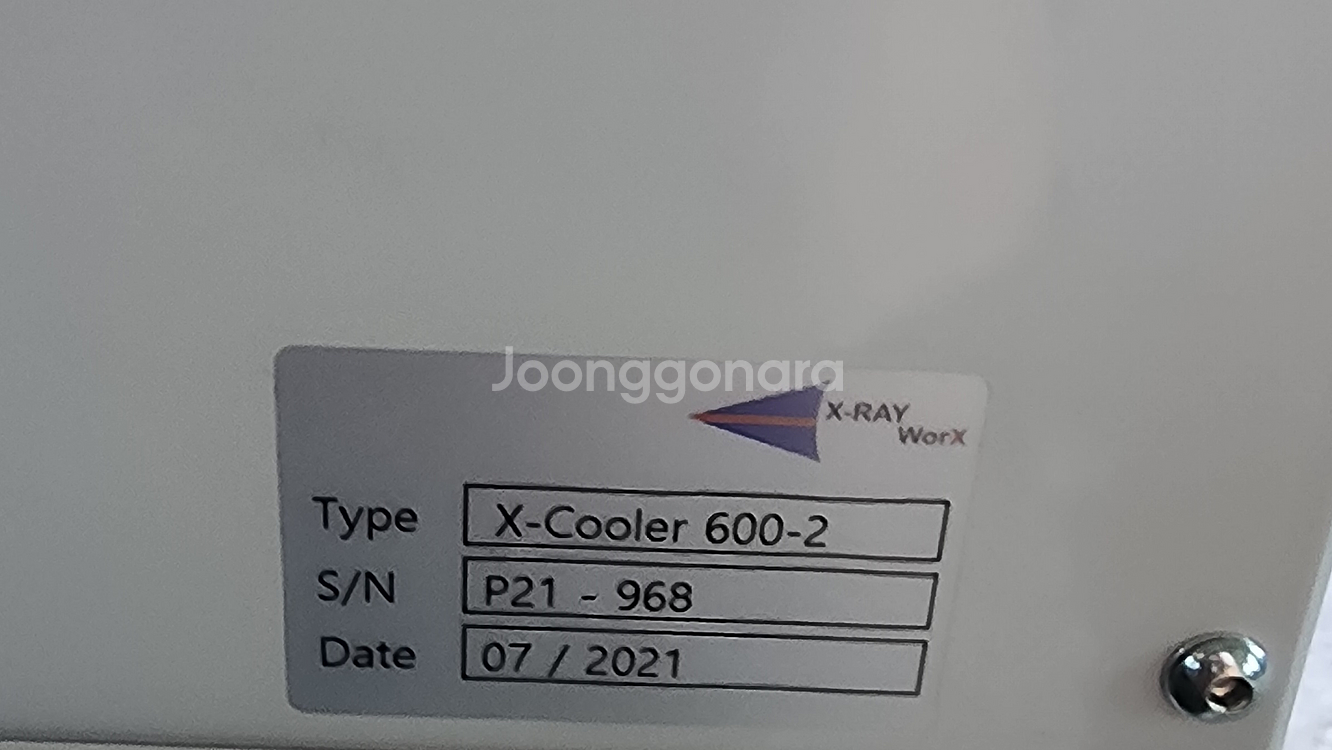 Joonggonara
X-RAY
WorX
Type X-Cooler 600-2
S/N P21 - 968
Date 07 / 2021